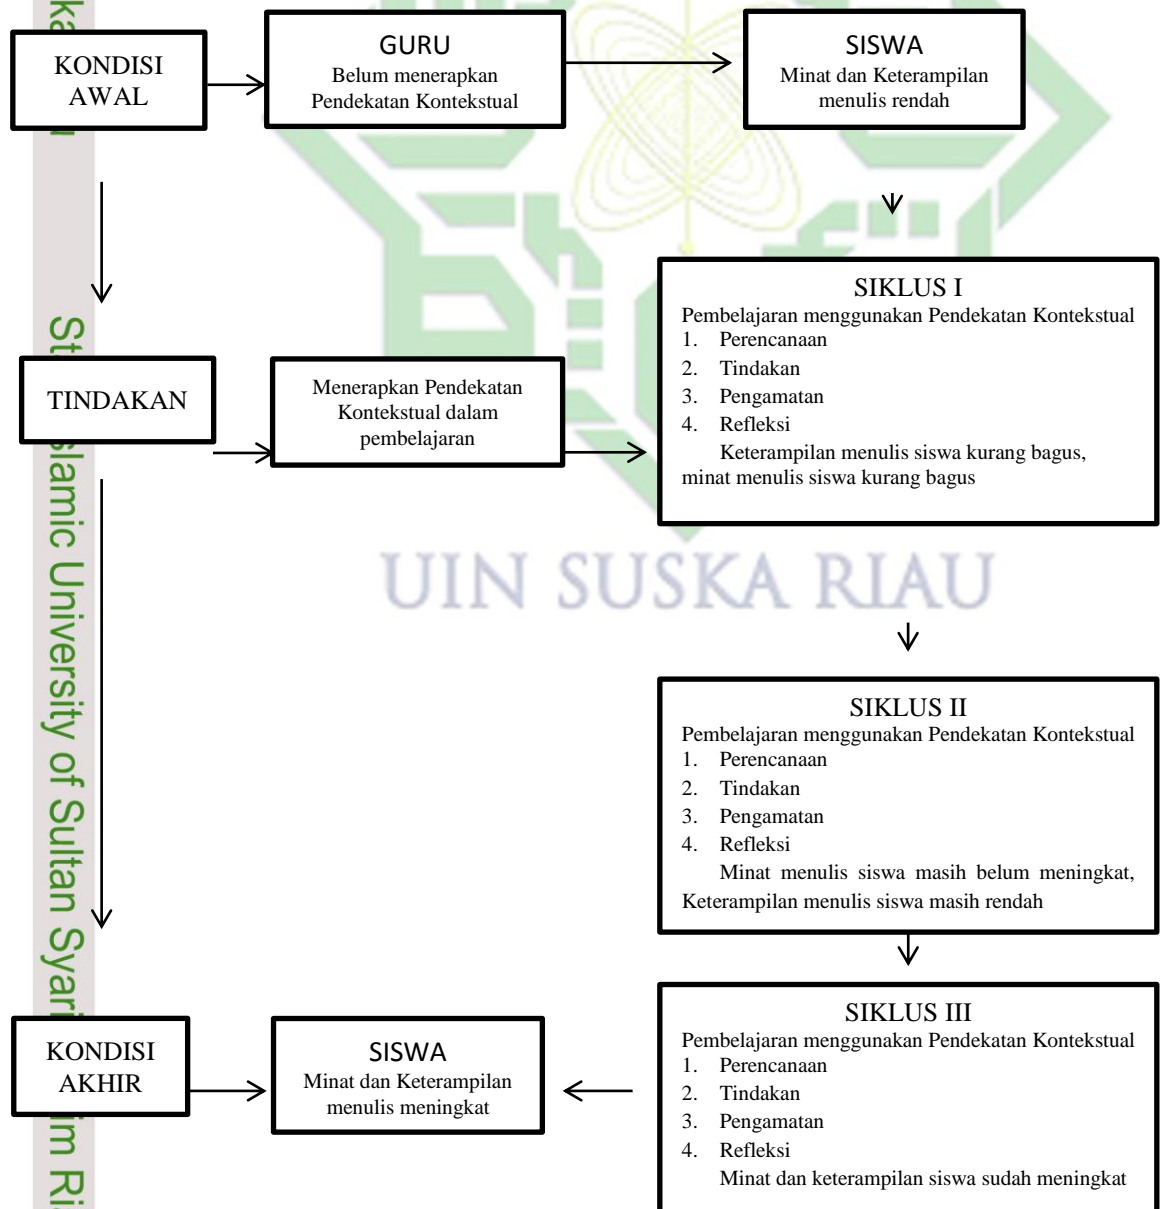 KONDISI
AWAL
GURU
Belum menerapkan
Pendekatan Kontekstual
SISWA
Minat dan Keterampilan
menulis rendah
SIKLUS I
Pembelajaran menggunakan Pendekatan Kontekstual
1. Perencanaan
2. Tindakan
3. Pengamatan
4. Refleksi
Keterampilan menulis siswa kurang bagus,
minat menulis siswa kurang bagus
TINDAKAN
Menerapkan Pendekatan
Kontekstual dalam
pembelajaran
UIN SUSKA RIAU
SIKLUS II
Pembelajaran menggunakan Pendekatan Kontekstual
1. Perencanaan
2. Tindakan
3. Pengamatan
4. Refleksi
Minat menulis siswa masih belum meningkat,
Keterampilan menulis siswa masih rendah
SIKLUS III
Pembelajaran menggunakan Pendekatan Kontekstual
1. Perencanaan
2. Tindakan
3. Pengamatan
4. Refleksi
Minat dan keterampilan siswa sudah meningkat
KONDISI
AKHIR
SISWA
Minat dan Keterampilan
menulis meningkat
University of Sultan